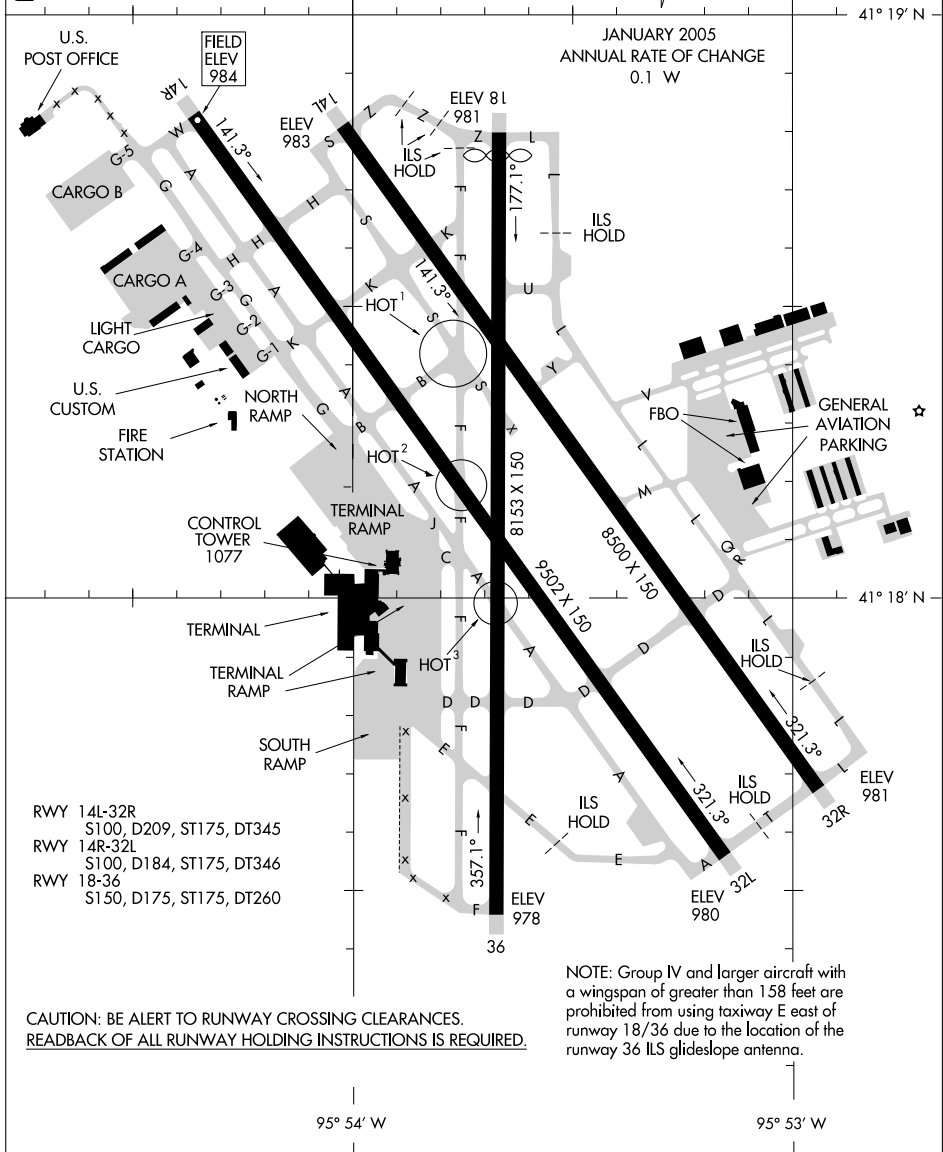 41° 19' N
JANUARY 2005
ANNUAL RATE OF CHANGE
0.1 W
U.S.
POST OFFICE
FIELD
ELEV
984
14R
W
141.3°
ELEV
983
14L
S
Z
Z
ELEV
981
18
Z
L
ILS
HOLD
G-5
CARGO B
G
A
H
S
F
177.1°
L
ILS
HOLD
G-4
H
H
K
F
CARGO A
G-3
G
A
K
141.3°
U
HOT 1
S
S
LIGHT
CARGO
G-2
G-1
K
L
Y
U.S.
CUSTOM
NORTH
RAMP
G
A
B
B
S
X
V
FBO
GENERAL
AVIATION
PARKING
FIRE
STATION
F
L
HOT 2
A
8153 X 150
M
TERMINAL
RAMP
J
F
L
CONTROL
TOWER
1077
C
A
9502 X 150
8500 X 150
Q
R
41° 18' N
TERMINAL
F
D
L
HOT 3
A
D
ILS
HOLD
TERMINAL
RAMP
D
D
D
D
F
E
A
321.3°
L
SOUTH
RAMP
321.3°
ILS
HOLD
L
ELEV
981
32R
RWY 14L-32R
S100, D209, ST175, DT345
RWY 14R-32L
S100, D184, ST175, DT346
RWY 18-36
S150, D175, ST175, DT260
F
357.1°
E
ILS
HOLD
E
T
A
32L
ELEV
980
F
ELEV
978
36
CAUTION: BE ALERT TO RUNWAY CROSSING CLEARANCES.
READBACK OF ALL RUNWAY HOLDING INSTRUCTIONS IS REQUIRED.
NOTE: Group IV and larger aircraft with
a wingspan of greater than 158 feet are
prohibited from using taxiway E east of
runway 18/36 due to the location of the
runway 36 ILS glideslope antenna.
95° 54' W
95° 53' W